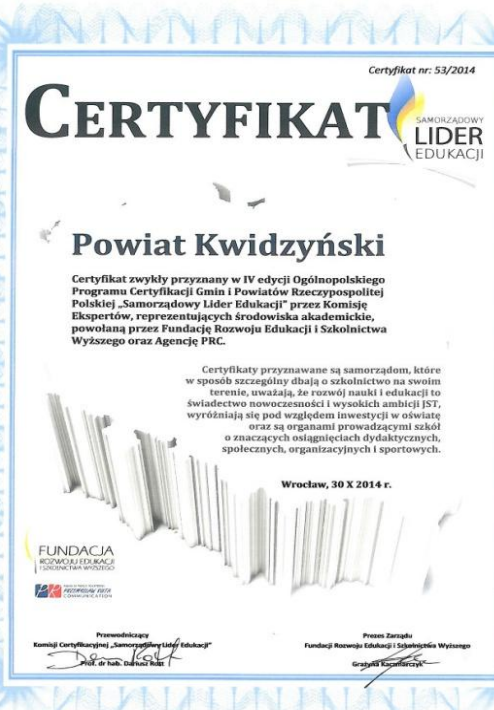 Certyfikat nr: 53/2014
CERTYFIKAT
SAMORZĄDOWY
LIDER
EDUKACJI
Powiat Kwidzyński
Certyfikat zwykły przyznany w IV edycji Ogólnopolskiego
Programu Certyfikacji Gmin i Powiatów Rzeczypospolitej
Polskiej „Samorządowy Lider Edukacji” przez Komisję
Ekspertów, reprezentujących środowiska akademickie,
powołaną przez Fundację Rozwoju Edukacji i Szkolnictwa
Wyższego oraz Agencję PRC.
Certyfikaty przyznawane są samorządom, które
w sposób szczególny dbają o szkolnictwo na swoim
terenie, uważają, że rozwój nauki i edukacji to
świadectwo nowoczesności i wysokich ambicji JST,
wyróżniają się pod względem inwestycji w oświatę
oraz są organami prowadzącymi szkół
o znaczących osiągnięciach dydaktycznych,
społecznych, organizacyjnych i sportowych.
Wrocław, 30 X 2014 r.
FUNDACJA
ROZWOJU EDUKACJI
I SZKOLNICTWA WYŻSZEGO
COMMUNICATION
Przewodniczący
Komisji Certyfikacyjnej „Samorządowy Lider Edukacji”
Prof. dr hab. Dariusz Rott
Prezes Zarządu
Fundacji Rozwoju Edukacji i Szkolnictwa Wyższego
Grażyna Kaczmarczyk